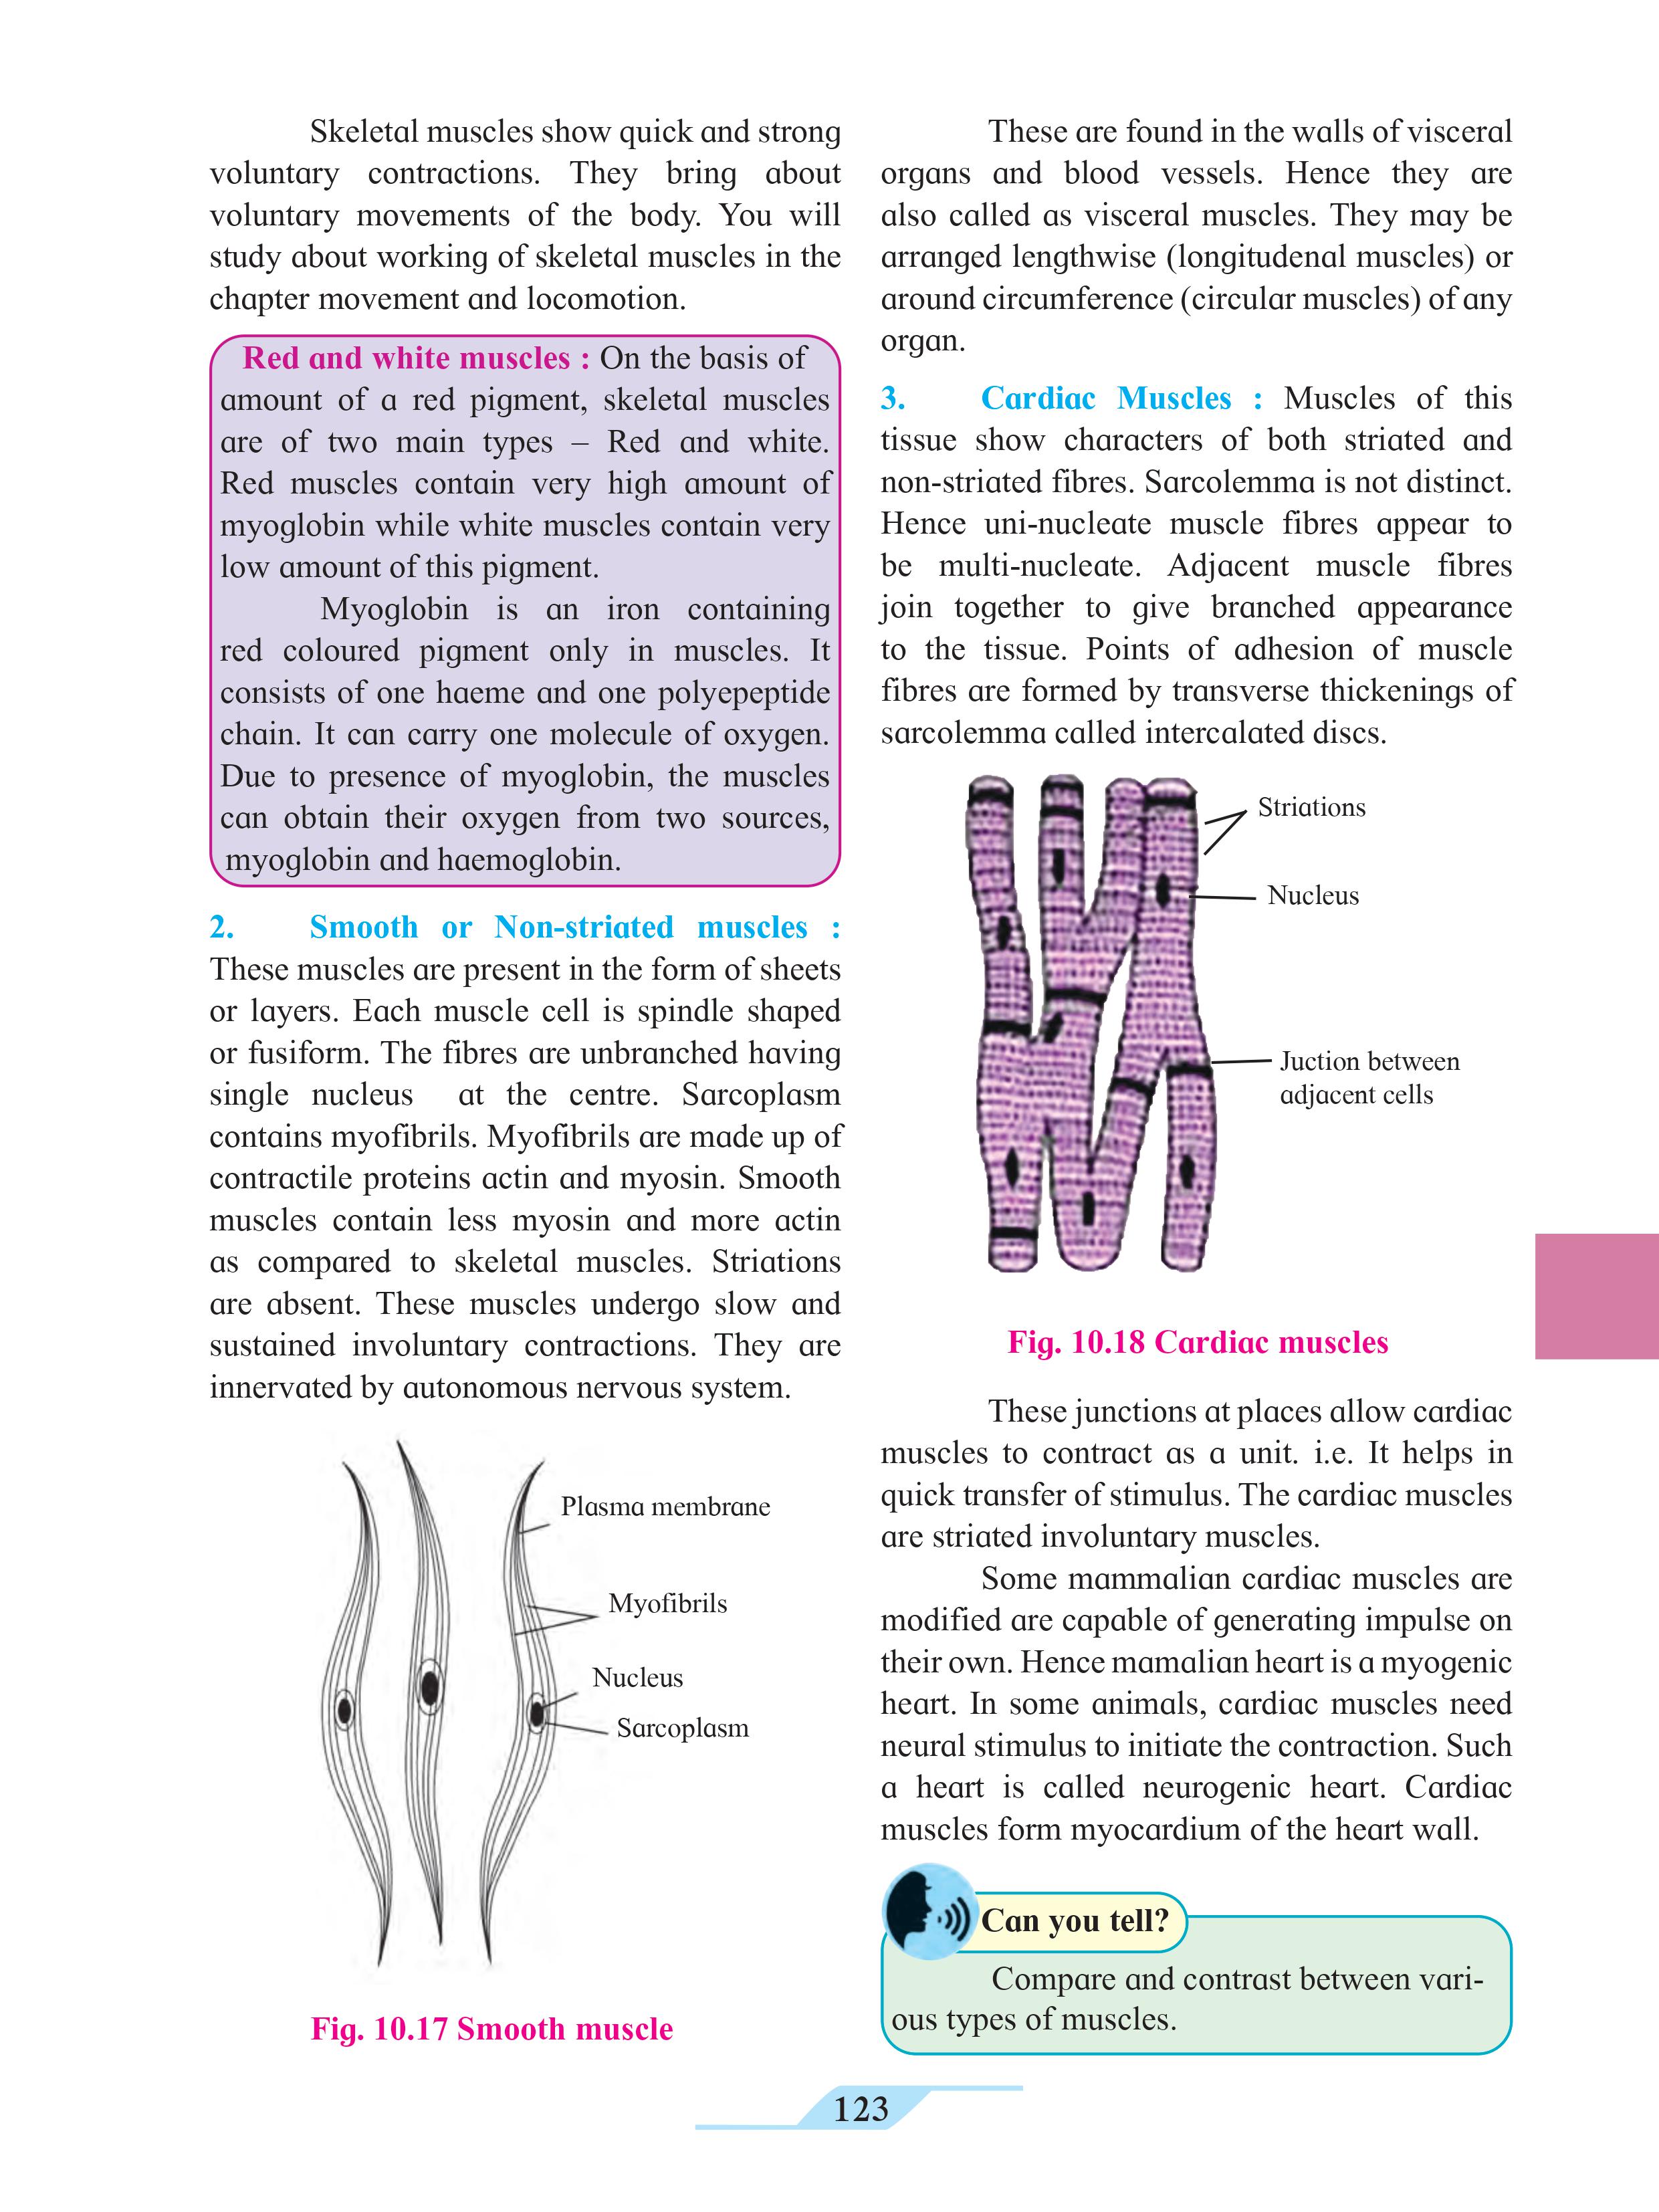 Skeletal muscles show quick and strong
voluntary contractions. They bring about
voluntary movements of the body. You will
study about working of skeletal muscles in the
chapter movement and locomotion.
Red and white muscles : On the basis of
amount of a red pigment, skeletal muscles
are of two main types – Red and white.
Red muscles contain very high amount of
myoglobin while white muscles contain very
low amount of this pigment.
Myoglobin is an iron containing
red coloured pigment only in muscles. It
consists of one haeme and one polyepeptide
chain. It can carry one molecule of oxygen.
Due to presence of myoglobin, the muscles
can obtain their oxygen from two sources,
myoglobin and haemoglobin.
2. Smooth or Non-striated muscles :
These muscles are present in the form of sheets
or layers. Each muscle cell is spindle shaped
or fusiform. The fibres are unbranched having
single nucleus at the centre. Sarcoplasm
contains myofibrils. Myofibrils are made up of
contractile proteins actin and myosin. Smooth
muscles contain less myosin and more actin
as compared to skeletal muscles. Striations
are absent. These muscles undergo slow and
sustained involuntary contractions. They are
innervated by autonomous nervous system.
Plasma membrane
Myofibrils
Nucleus
Sarcoplasm
Fig. 10.17 Smooth muscle
These are found in the walls of visceral
organs and blood vessels. Hence they are
also called as visceral muscles. They may be
arranged lengthwise (longitudenal muscles) or
around circumference (circular muscles) of any
organ.
3. Cardiac Muscles : Muscles of this
tissue show characters of both striated and
non-striated fibres. Sarcolemma is not distinct.
Hence uni-nucleate muscle fibres appear to
be multi-nucleate. Adjacent muscle fibres
join together to give branched appearance
to the tissue. Points of adhesion of muscle
fibres are formed by transverse thickenings of
sarcolemma called intercalated discs.
Striations
Nucleus
Juction between
adjacent cells
Fig. 10.18 Cardiac muscles
These junctions at places allow cardiac
muscles to contract as a unit. i.e. It helps in
quick transfer of stimulus. The cardiac muscles
are striated involuntary muscles.
Some mammalian cardiac muscles are
modified are capable of generating impulse on
their own. Hence mamalian heart is a myogenic
heart. In some animals, cardiac muscles need
neural stimulus to initiate the contraction. Such
a heart is called neurogenic heart. Cardiac
muscles form myocardium of the heart wall.
Can you tell?
Compare and contrast between vari-
ous types of muscles.
123